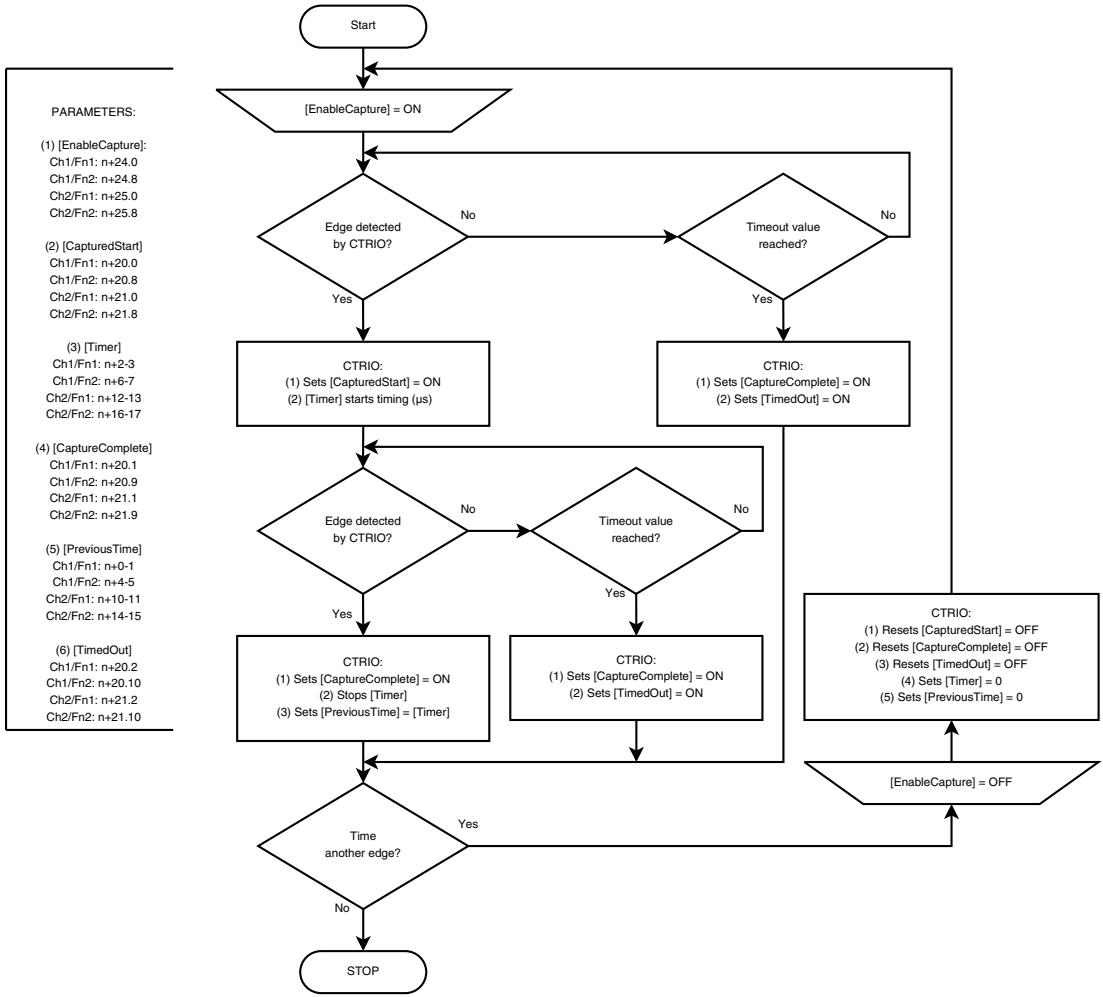 Start
PARAMETERS:
(1) [EnableCapture]:
Ch1/Fn1: n+24.0
Ch1/Fn2: n+24.8
Ch2/Fn1: n+25.0
Ch2/Fn2: n+25.8
(2) [CapturedStart]
Ch1/Fn1: n+20.0
Ch1/Fn2: n+20.8
Ch2/Fn1: n+21.0
Ch2/Fn2: n+21.8
(3) [Timer]
Ch1/Fn1: n+2-3
Ch1/Fn2: n+6-7
Ch2/Fn1: n+12-13
Ch2/Fn2: n+16-17
(4) [CaptureComplete]
Ch1/Fn1: n+20.1
Ch1/Fn2: n+20.9
Ch2/Fn1: n+21.1
Ch2/Fn2: n+21.9
(5) [PreviousTime]
Ch1/Fn1: n+0-1
Ch1/Fn2: n+4-5
Ch2/Fn1: n+10-11
Ch2/Fn2: n+14-15
(6) [TimedOut]
Ch1/Fn1: n+20.2
Ch1/Fn2: n+20.10
Ch2/Fn1: n+21.2
Ch2/Fn2: n+21.10
[EnableCapture] = ON
Edge detected
by CTRIO?
No
Yes
Timeout value
reached?
No
Yes
CTRIO:
(1) Sets [CapturedStart] = ON
(2) [Timer] starts timing (µs)
CTRIO:
(1) Sets [CaptureComplete] = ON
(2) Sets [TimedOut] = ON
Edge detected
by CTRIO?
No
Yes
Timeout value
reached?
No
Yes
CTRIO:
(1) Sets [CaptureComplete] = ON
(2) Stops [Timer]
(3) Sets [PreviousTime] = [Timer]
CTRIO:
(1) Sets [CaptureComplete] = ON
(2) Sets [TimedOut] = ON
CTRIO:
(1) Resets [CapturedStart] = OFF
(2) Resets [CaptureComplete] = OFF
(3) Resets [TimedOut] = OFF
(4) Sets [Timer] = 0
(5) Sets [PreviousTime] = 0
[EnableCapture] = OFF
Time
another edge?
Yes
No
STOP